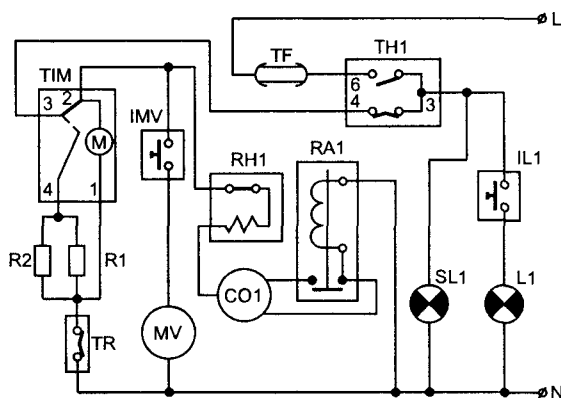 L
TF
TH1
6
4
3
TIM
3
2
M
4
1
IMV
RH1
RA1
IL1
R2
R1
CO1
SL1
L1
MV
TR
N